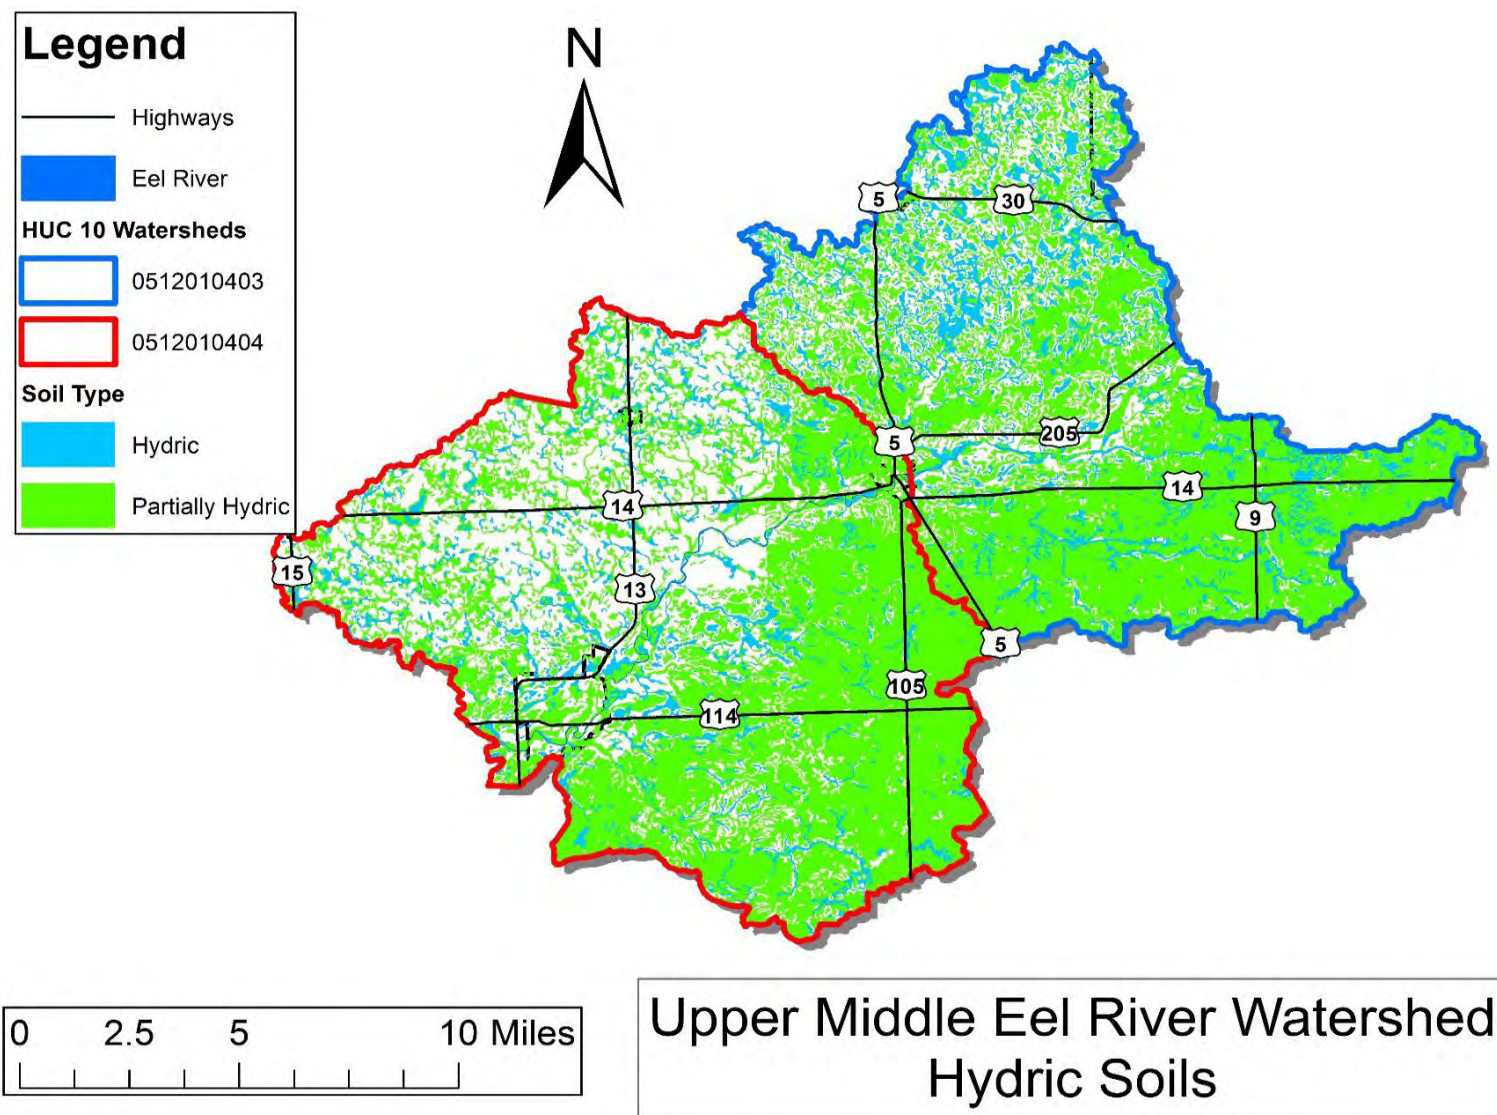 Legend
Highways
Eel River
HUC 10 Watersheds
0512010403
0512010404
Soil Type
Hydric
Partially Hydric
N
5
30
5
205
14
14
9
15
13
5
105
114
0 2.5 5 10 Miles
Upper Middle Eel River Watershed
Hydric Soils